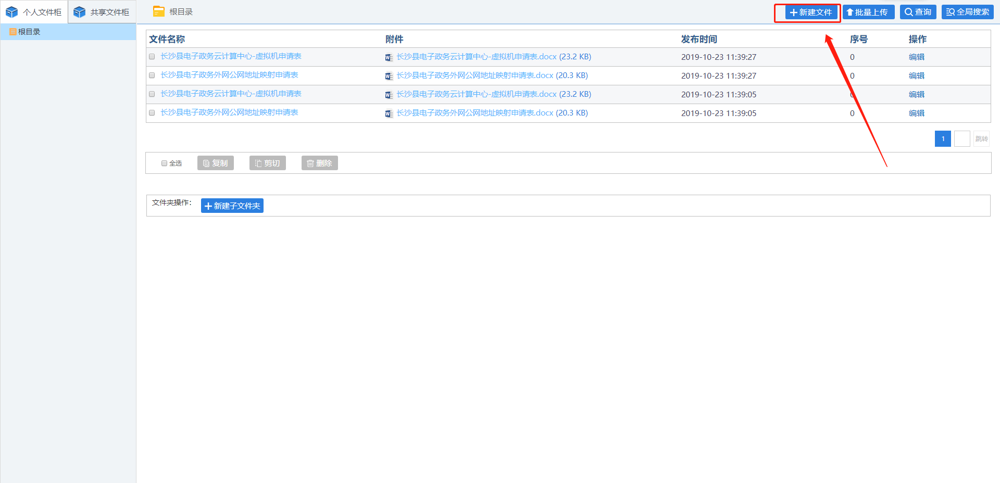 个人文件柜 共享文件柜 根目录 新建文件 批量上传 查询 全局搜索
根目录
文件名称 附件 发布时间 序号 操作
长沙县电子政务云计算中心-虚拟机申请表 长沙县电子政务云计算中心-虚拟机申请表.docx (23.2 KB) 2019-10-23 11:39:27 0 编辑
长沙县电子政务外网公网地址映射申请表 长沙县电子政务外网公网地址映射申请表.docx (20.3 KB) 2019-10-23 11:39:27 0 编辑
长沙县电子政务云计算中心-虚拟机申请表 长沙县电子政务云计算中心-虚拟机申请表.docx (23.2 KB) 2019-10-23 11:39:05 0 编辑
长沙县电子政务外网公网地址映射申请表 长沙县电子政务外网公网地址映射申请表.docx (20.3 KB) 2019-10-23 11:39:05 0 编辑
1 跳转
全选 复制 剪切 删除
文件夹操作： 新建子文件夹